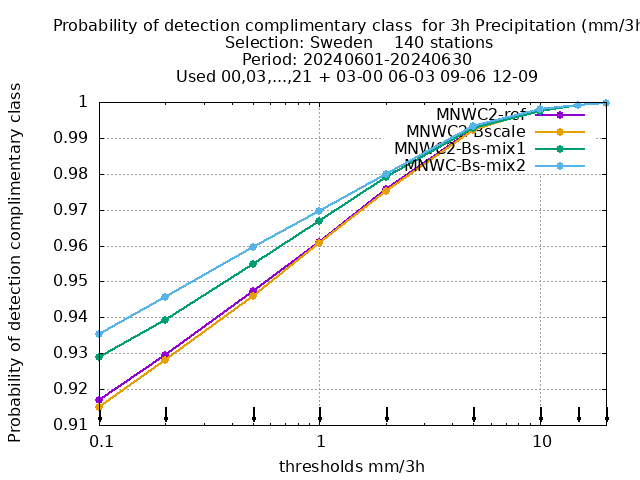 Probability of detection complimentary class  for 3h Precipitation (mm/3h
Selection: Sweden    140 stations
Period: 20240601-20240630
Used 00,03,...,21 + 03-00 06-03 09-06 12-09
Probability of detection complimentary class
1
0.99
0.98
0.97
0.96
0.95
0.94
0.93
0.92
0.91
MNWC2-ref
MNWC2-Bscale
MNWC2-Bs-mix1
MNWC-Bs-mix2
0.1
1
10
thresholds mm/3h